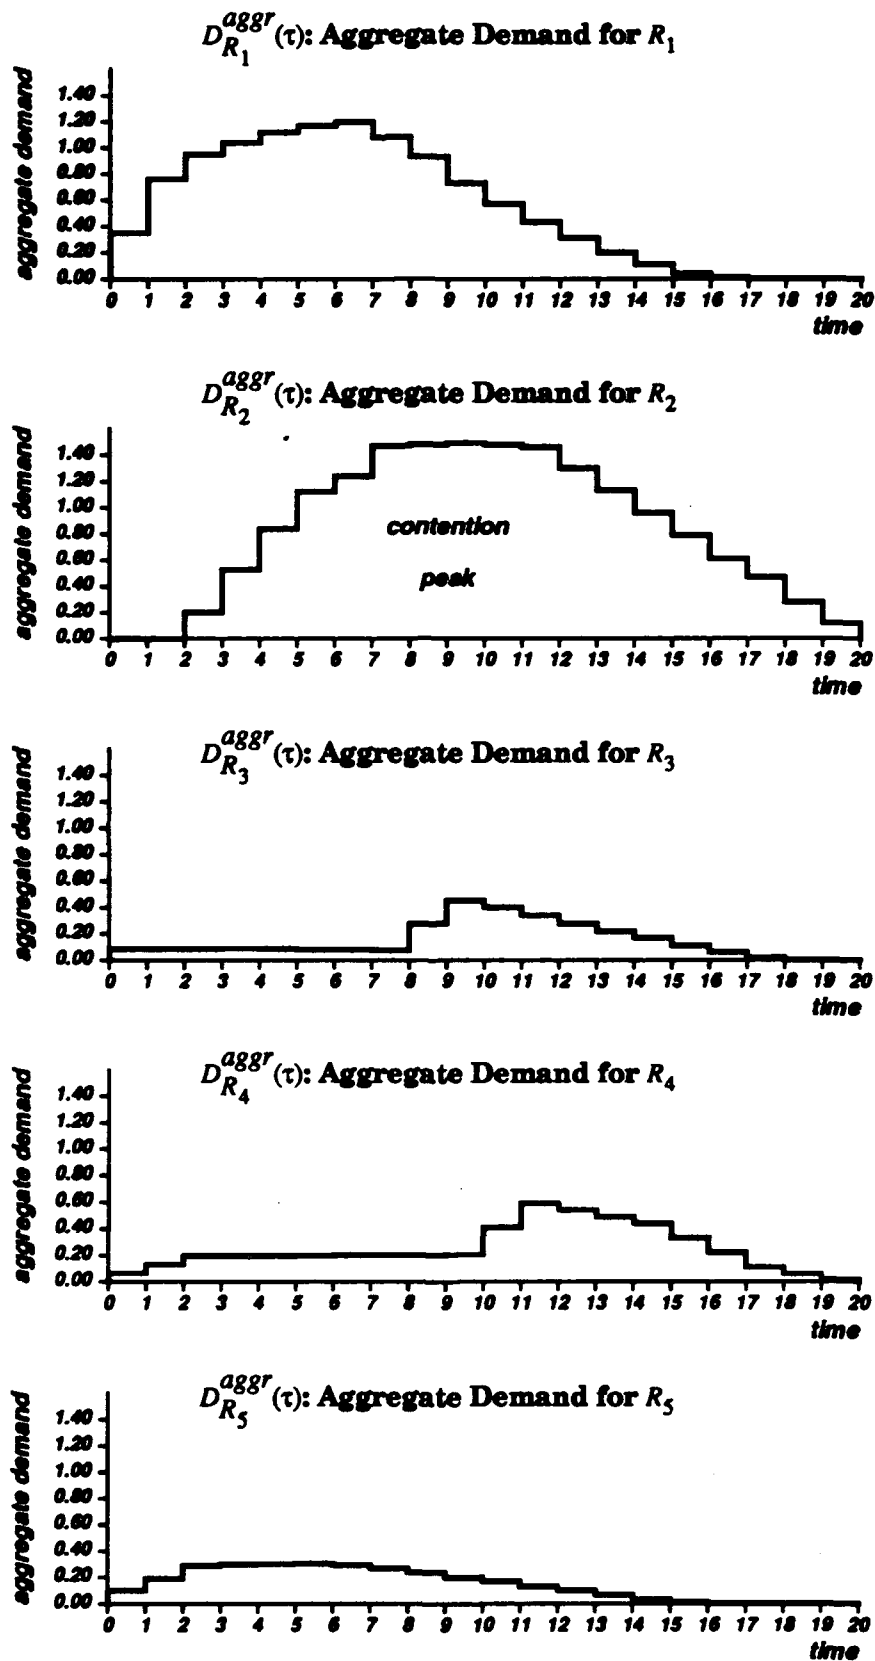 D_{R_1}^{aggr}(τ): Aggregate Demand for R_1
aggregate demand
1.40
1.20
1.00
0.80
0.60
0.40
0.20
0.00
0 1 2 3 4 5 6 7 8 9 10 11 12 13 14 15 16 17 18 19 20
time
D_{R_2}^{aggr}(τ): Aggregate Demand for R_2
aggregate demand
1.40
1.20
1.00
0.80
0.60
0.40
0.20
0.00
contention
peak
0 1 2 3 4 5 6 7 8 9 10 11 12 13 14 15 16 17 18 19 20
time
D_{R_3}^{aggr}(τ): Aggregate Demand for R_3
aggregate demand
1.40
1.20
1.00
0.80
0.60
0.40
0.20
0.00
0 1 2 3 4 5 6 7 8 9 10 11 12 13 14 15 16 17 18 19 20
time
D_{R_4}^{aggr}(τ): Aggregate Demand for R_4
aggregate demand
1.40
1.20
1.00
0.80
0.60
0.40
0.20
0.00
0 1 2 3 4 5 6 7 8 9 10 11 12 13 14 15 16 17 18 19 20
time
D_{R_5}^{aggr}(τ): Aggregate Demand for R_5
aggregate demand
1.40
1.20
1.00
0.80
0.60
0.40
0.20
0.00
0 1 2 3 4 5 6 7 8 9 10 11 12 13 14 15 16 17 18 19 20
time